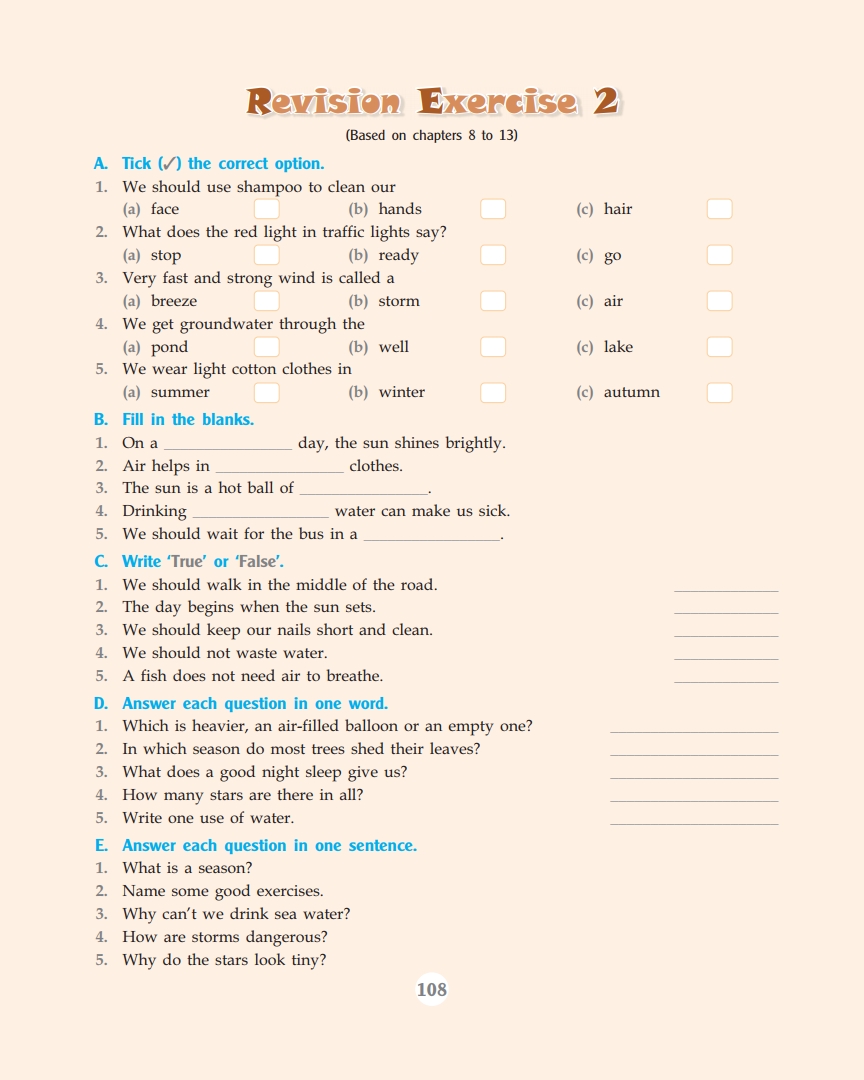 Revision Exercise 2
(Based on chapters 8 to 13)
A. Tick (✓) the correct option.
1. We should use shampoo to clean our
(a) face (b) hands (c) hair
2. What does the red light in traffic lights say?
(a) stop (b) ready (c) go
3. Very fast and strong wind is called a
(a) breeze (b) storm (c) air
4. We get groundwater through the
(a) pond (b) well (c) lake
5. We wear light cotton clothes in
(a) summer (b) winter (c) autumn
B. Fill in the blanks.
1. On a ______________ day, the sun shines brightly.
2. Air helps in ______________ clothes.
3. The sun is a hot ball of ______________.
4. Drinking ______________ water can make us sick.
5. We should wait for the bus in a ______________.
C. Write ‘True’ or ‘False’.
1. We should walk in the middle of the road. ____________
2. The day begins when the sun sets. ____________
3. We should keep our nails short and clean. ____________
4. We should not waste water. ____________
5. A fish does not need air to breathe. ____________
D. Answer each question in one word.
1. Which is heavier, an air-filled balloon or an empty one? ____________
2. In which season do most trees shed their leaves? ____________
3. What does a good night sleep give us? ____________
4. How many stars are there in all? ____________
5. Write one use of water. ____________
E. Answer each question in one sentence.
1. What is a season?
2. Name some good exercises.
3. Why can’t we drink sea water?
4. How are storms dangerous?
5. Why do the stars look tiny?
108